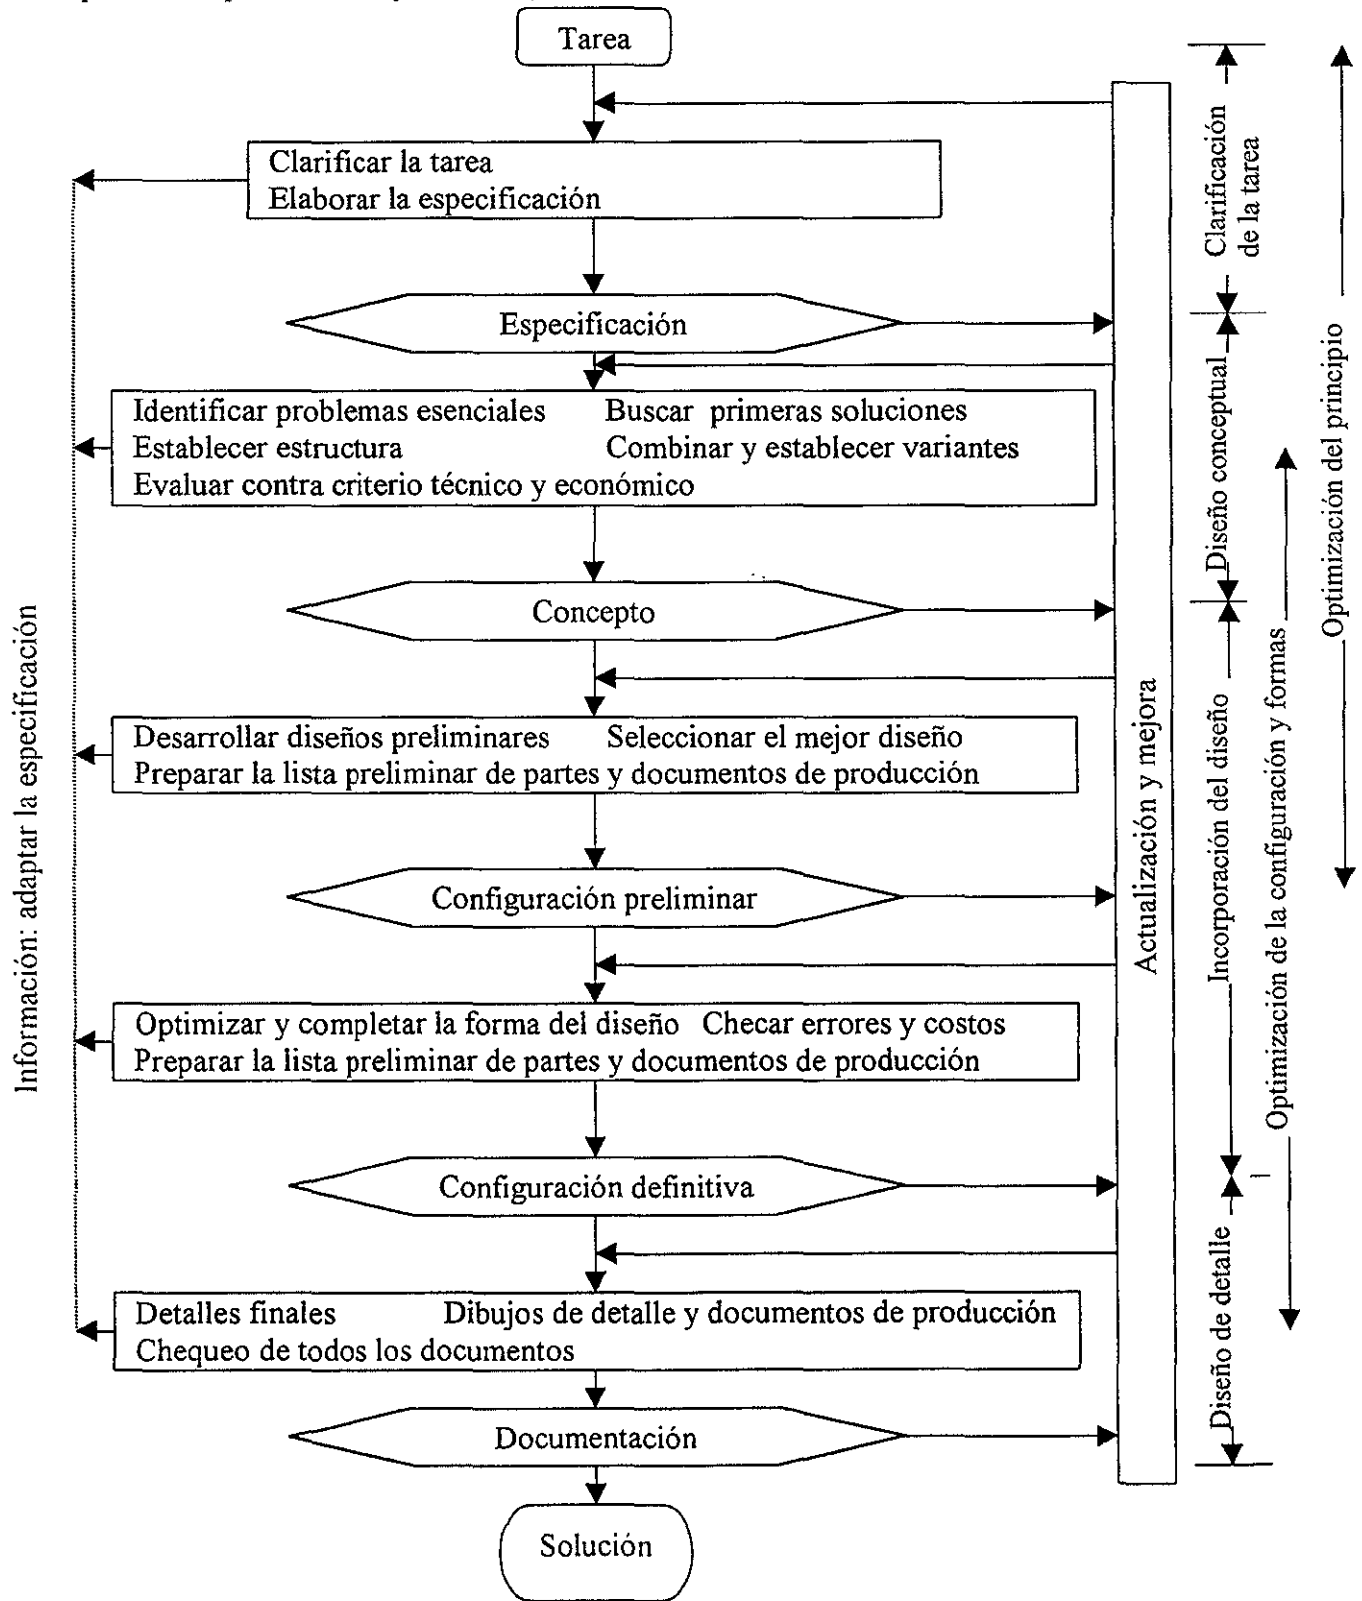 Tarea
Clarificar la tarea
Elaborar la especificación
Especificación
Identificar problemas esenciales Buscar primeras soluciones
Establecer estructura Combinar y establecer variantes
Evaluar contra criterio técnico y económico
Concepto
Desarrollar diseños preliminares Seleccionar el mejor diseño
Preparar la lista preliminar de partes y documentos de producción
Configuración preliminar
Optimizar y completar la forma del diseño Checar errores y costos
Preparar la lista preliminar de partes y documentos de producción
Configuración definitiva
Detalles finales Dibujos de detalle y documentos de producción
Chequeo de todos los documentos
Documentación
Solución
Información: adaptar la especificación
Actualización y mejora
Clarificación
de la tarea
Diseño conceptual
Incorporación del diseño
Diseño de detalle
Optimización de la configuración y formas
Optimización del principio